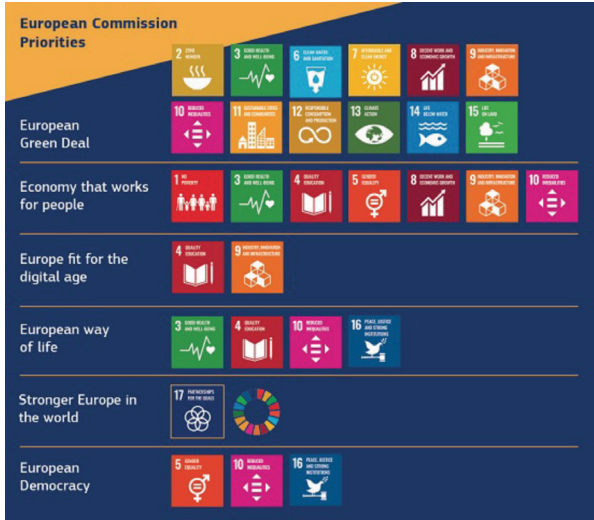 European Commission
Priorities
2 ZERO
HUNGER
3 GOOD HEALTH
AND WELL-BEING
6 CLEAN WATER
AND SANITATION
7 AFFORDABLE AND
CLEAN ENERGY
8 DECENT WORK AND
ECONOMIC GROWTH
9 INDUSTRY, INNOVATION
AND INFRASTRUCTURE
European
Green Deal
10 REDUCED
INEQUALITIES
11 SUSTAINABLE CITIES
AND COMMUNITIES
12 RESPONSIBLE
CONSUMPTION
AND PRODUCTION
13 CLIMATE
ACTION
14 LIFE
BELOW WATER
15 LIFE
ON LAND
Economy that works
for people
1 NO
POVERTY
3 GOOD HEALTH
AND WELL-BEING
4 QUALITY
EDUCATION
5 GENDER
EQUALITY
8 DECENT WORK AND
ECONOMIC GROWTH
9 INDUSTRY, INNOVATION
AND INFRASTRUCTURE
10 REDUCED
INEQUALITIES
Europe fit for the
digital age
4 QUALITY
EDUCATION
9 INDUSTRY, INNOVATION
AND INFRASTRUCTURE
European way
of life
3 GOOD HEALTH
AND WELL-BEING
4 QUALITY
EDUCATION
10 REDUCED
INEQUALITIES
16 PEACE, JUSTICE
AND STRONG
INSTITUTIONS
Stronger Europe in
the world
17 PARTNERSHIPS
FOR THE GOALS
European
Democracy
5 GENDER
EQUALITY
10 REDUCED
INEQUALITIES
16 PEACE, JUSTICE
AND STRONG
INSTITUTIONS